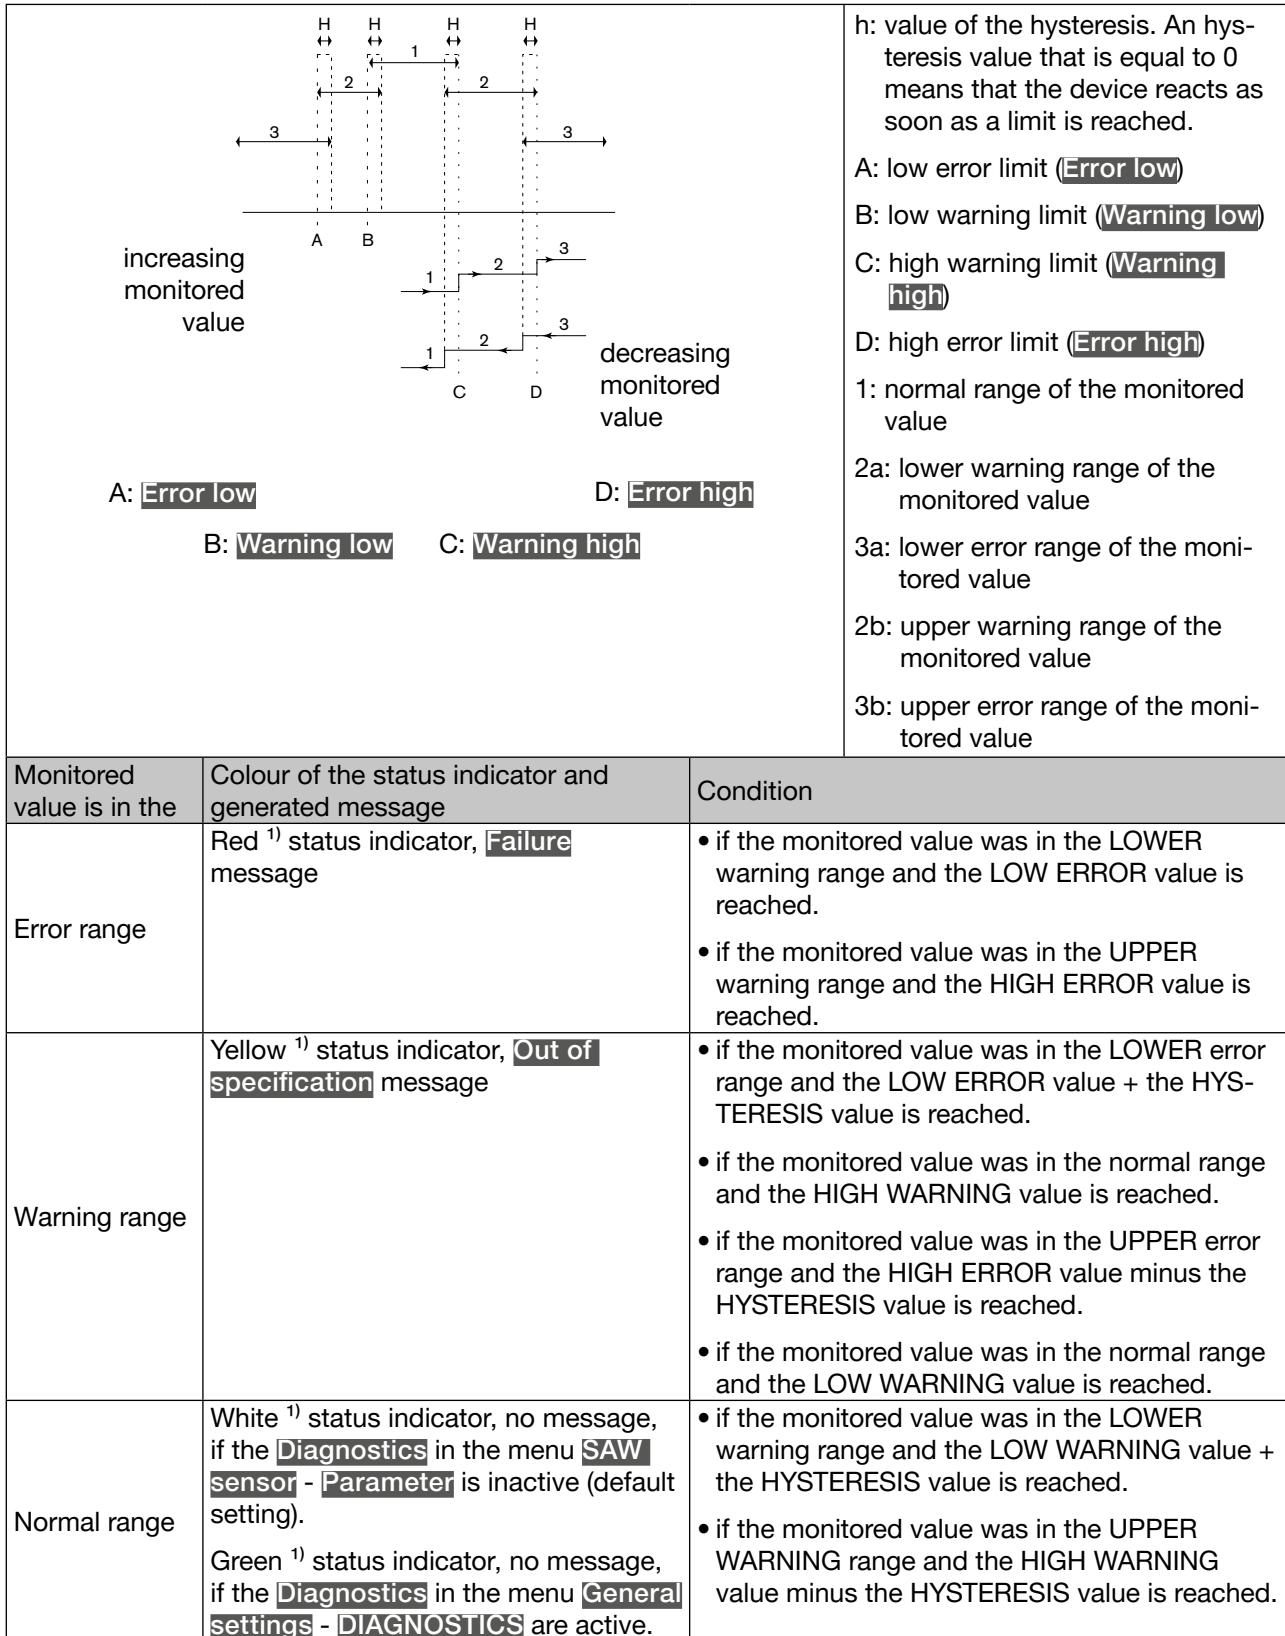 H H H H
1
2 2
3 3
A B
increasing
monitored
value
1 2 3
1 2 3
C D
decreasing
monitored
value
A: Error low D: Error high
B: Warning low C: Warning high
h: value of the hysteresis. An hys-
teresis value that is equal to 0
means that the device reacts as
soon as a limit is reached.
A: low error limit (Error low)
B: low warning limit (Warning low)
C: high warning limit (Warning
high)
D: high error limit (Error high)
1: normal range of the monitored
value
2a: lower warning range of the
monitored value
3a: lower error range of the moni-
tored value
2b: upper warning range of the
monitored value
3b: upper error range of the moni-
tored value
Monitored
value is in the
Colour of the status indicator and
generated message
Condition
Error range
Red 1) status indicator, Failure
message
• if the monitored value was in the LOWER
warning range and the LOW ERROR value is
reached.
• if the monitored value was in the UPPER
warning range and the HIGH ERROR value is
reached.
Warning range
Yellow 1) status indicator, Out of
specification message
• if the monitored value was in the LOWER error
range and the LOW ERROR value + the HYS-
TERESIS value is reached.
• if the monitored value was in the normal range
and the HIGH WARNING value is reached.
• if the monitored value was in the UPPER error
range and the HIGH ERROR value minus the
HYSTERESIS value is reached.
• if the monitored value was in the normal range
and the LOW WARNING value is reached.
Normal range
White 1) status indicator, no message,
if the Diagnostics in the menu SAW
sensor - Parameter is inactive (default
setting).
Green 1) status indicator, no message,
if the Diagnostics in the menu General
settings - DIAGNOSTICS are active.
• if the monitored value was in the LOWER
warning range and the LOW WARNING value +
the HYSTERESIS value is reached.
• if the monitored value was in the UPPER
WARNING range and the HIGH WARNING
value minus the HYSTERESIS value is reached.